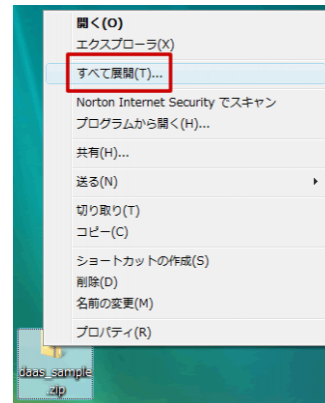 開く(O)
エクスプローラ(X)
すべて展開(T)...
Norton Internet Security でスキャン
プログラムから開く(H)...
共有(H)...
送る(N)
切り取り(T)
コピー(C)
ショートカットの作成(S)
削除(D)
名前の変更(M)
プロパティ(R)
daas_sample
.zip